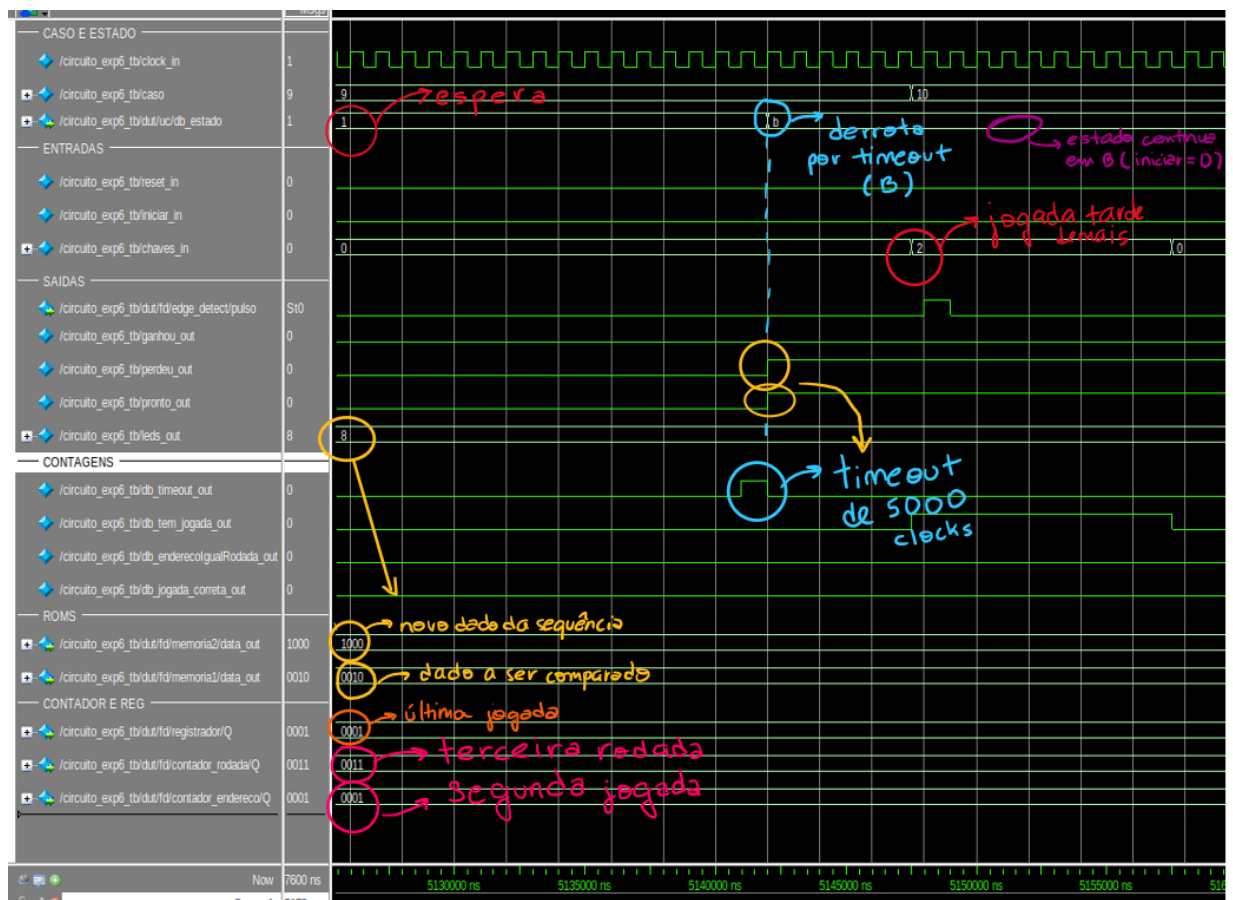 Msgs
CASO E ESTADO
/circuito_exp6_tb/clock_in 1
/circuito_exp6_tb/caso 9 9 10
espera
/circuito_exp6_tb/dut/uc/db_estado 1 1 b
derrota
por timeout
(B)
estado continua
em B (iniciar=0)
ENTRADAS
/circuito_exp6_tb/reset_in 0
/circuito_exp6_tb/iniciar_in 0
jogada tarde
demais
/circuito_exp6_tb/chaves_in 0 0 2 0
SAIDAS
/circuito_exp6_tb/dut/fd/edge_detect/pulso St0
/circuito_exp6_tb/ganhou_out 0
/circuito_exp6_tb/perdeu_out 0
/circuito_exp6_tb/pronto_out 0
/circuito_exp6_tb/leds_out 8 8
CONTAGENS
timeout
de 5000
clocks
/circuito_exp6_tb/db_timeout_out 0
/circuito_exp6_tb/db_tem_jogada_out 0
/circuito_exp6_tb/db_enderecoIgualRodada_out 0
/circuito_exp6_tb/db_jogada_correta_out 0
ROMS
novo dado da sequência
/circuito_exp6_tb/dut/fd/memoria2/data_out 1000 1000
/circuito_exp6_tb/dut/fd/memoria1/data_out 0010 0010
dado a ser comparado
CONTADOR E REG
última jogada
/circuito_exp6_tb/dut/fd/registrador/Q 0001 0001
terceira rodada
/circuito_exp6_tb/dut/fd/contador_rodada/Q 0011 0011
segunda jogada
/circuito_exp6_tb/dut/fd/contador_endereco/Q 0001 0001
Now 7600 ns
5130000 ns 5135000 ns 5140000 ns 5145000 ns 5150000 ns 5155000 ns 516